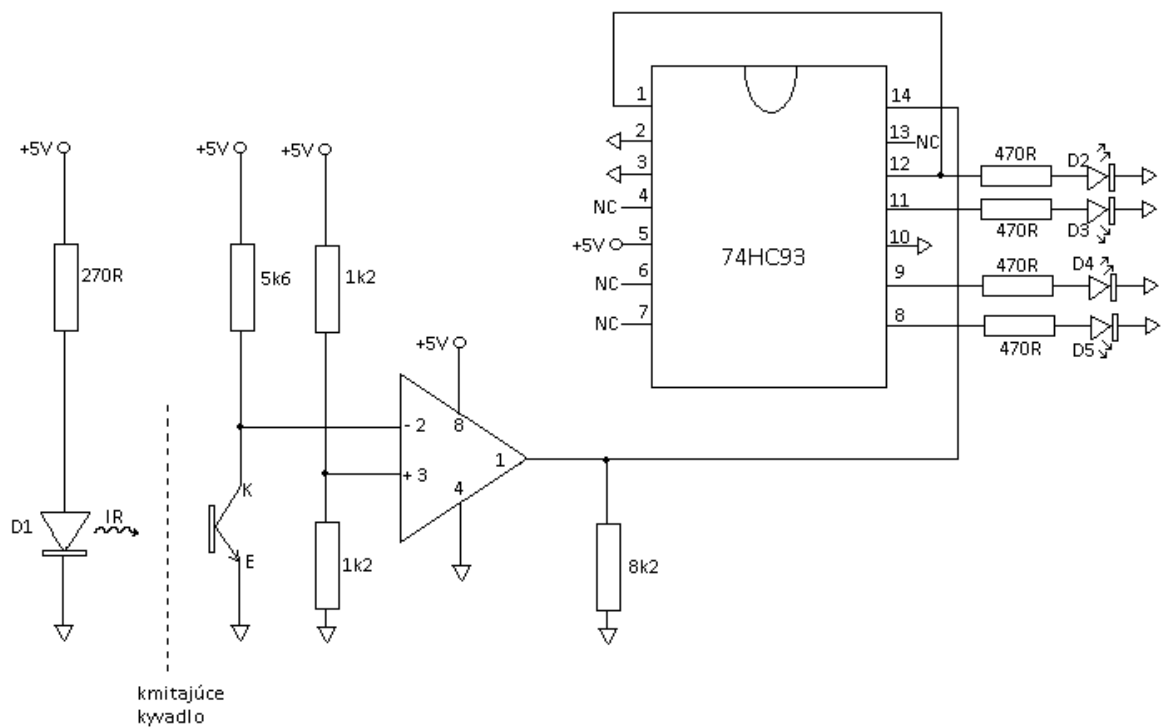 1
14
2
13
NC
3
12
470R
D2
NC
4
11
470R
D3
+5V
5
10
74HC93
NC
6
9
470R
D4
NC
7
8
470R
D5
+5V
+5V
+5V
270R
5k6
1k2
+5V
- 2
8
+ 3
1
4
K
D1
IR
E
1k2
8k2
kmitajúce
kyvadlo